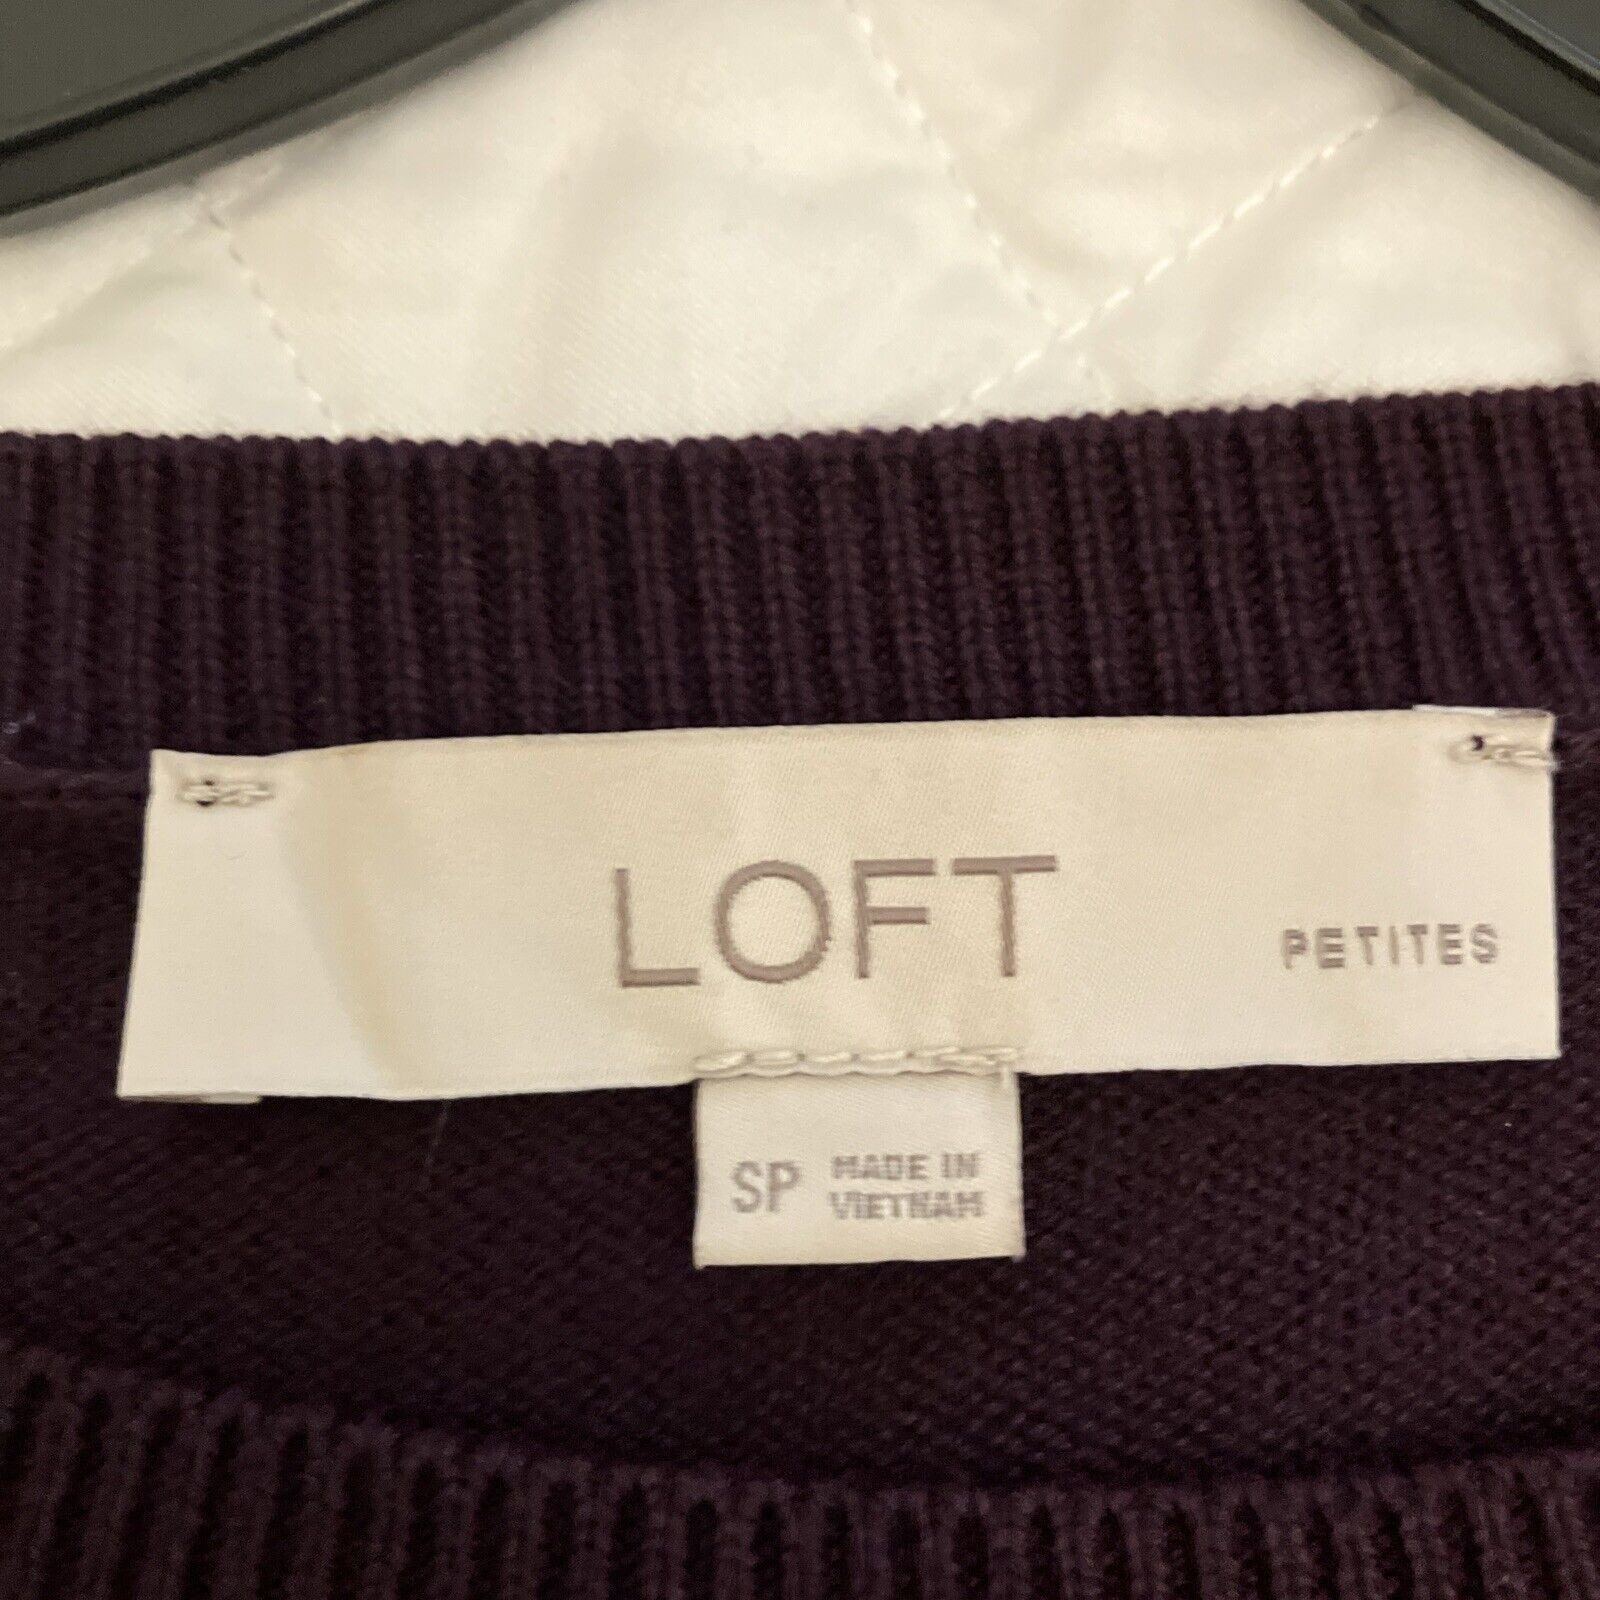 LOFT
PETITES
SP
MADE IN
VIETNAM